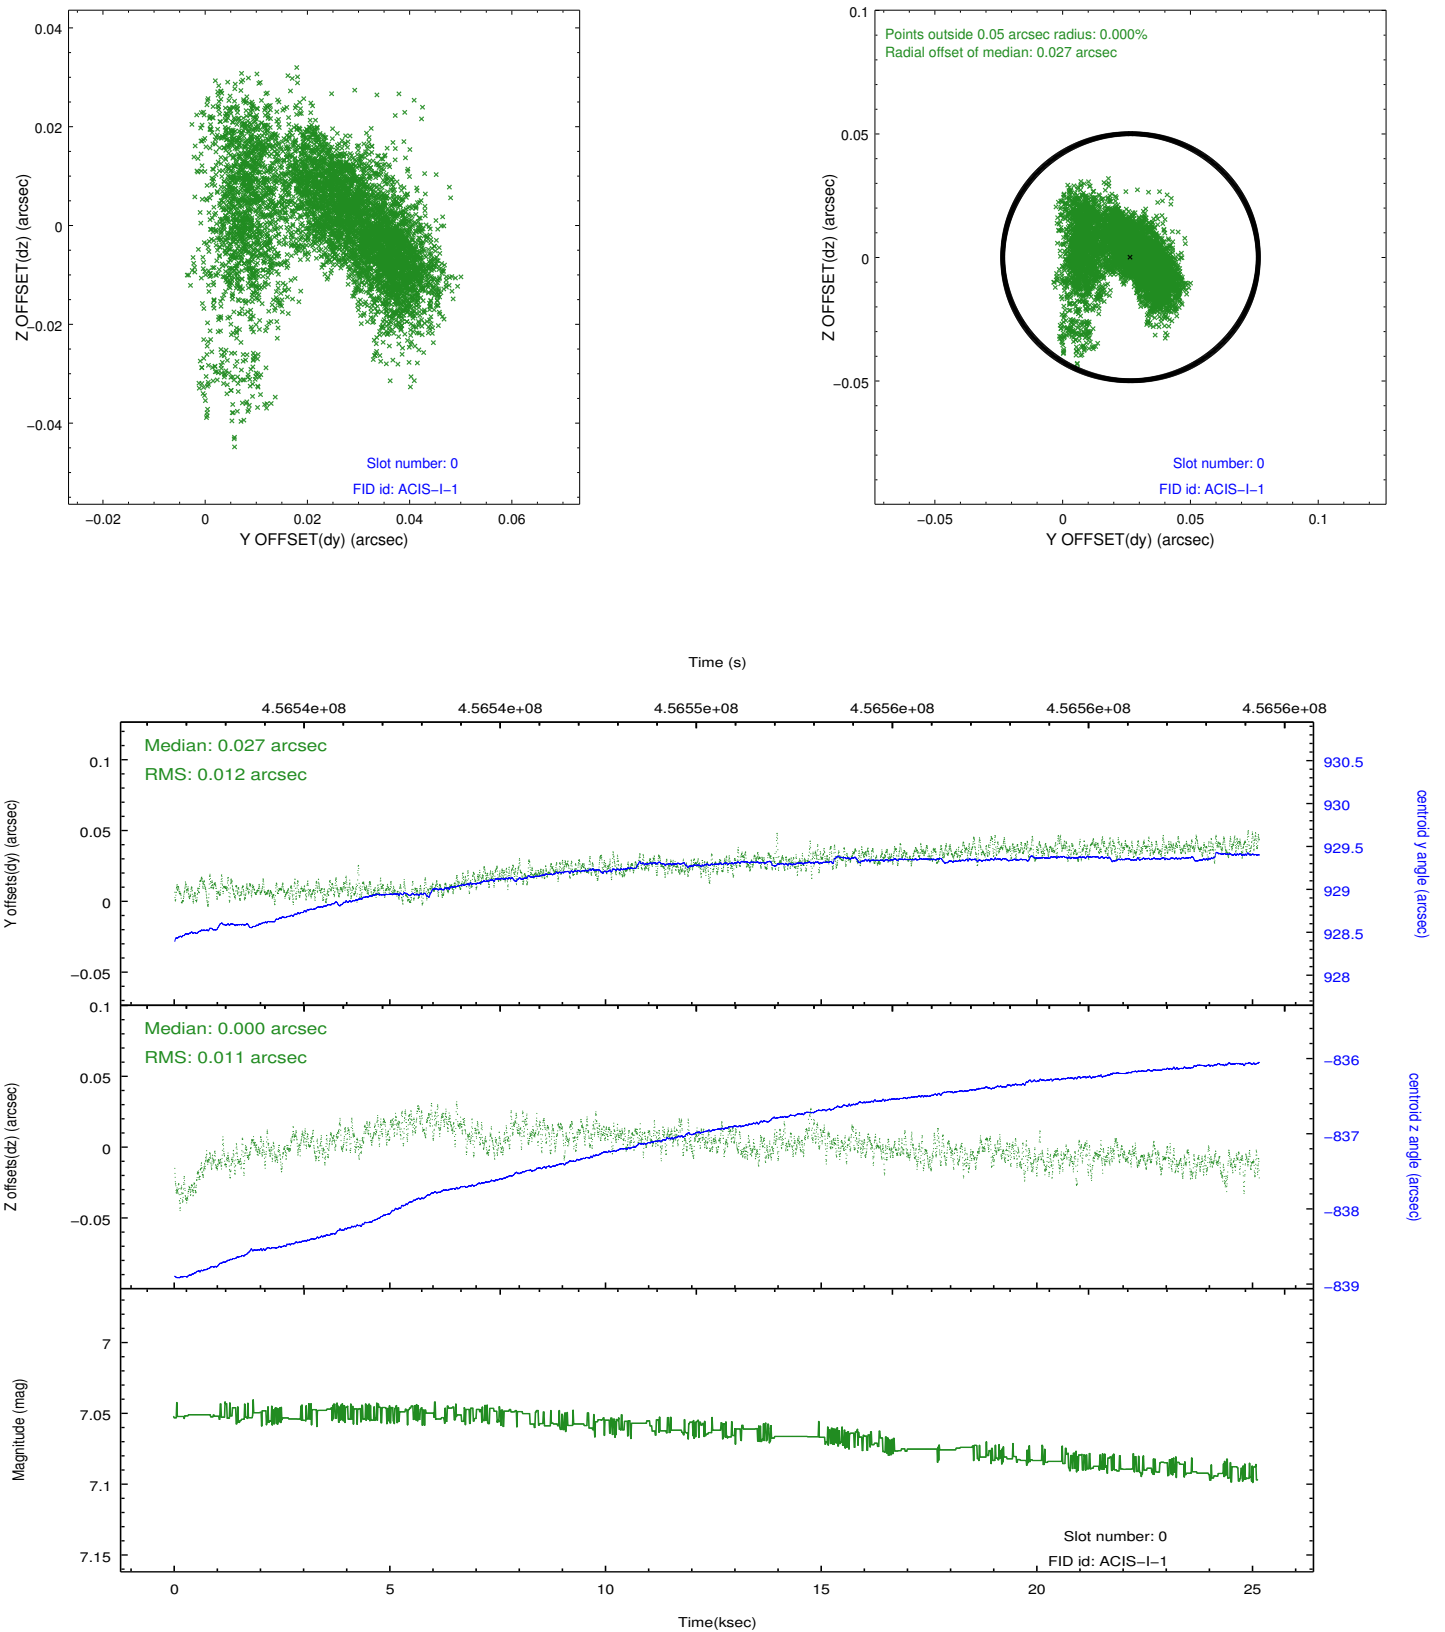 0.04
0.02
0
−0.02
−0.04
Z OFFSET(dz) (arcsec)
Slot number: 0
FID id: ACIS−I−1
−0.02
0
0.02
0.04
0.06
Y OFFSET(dy) (arcsec)
0.1
0.05
0
−0.05
Z OFFSET(dz) (arcsec)
Points outside 0.05 arcsec radius: 0.000%
Radial offset of median: 0.027 arcsec
Slot number: 0
FID id: ACIS−I−1
−0.05
0
0.05
0.1
Y OFFSET(dy) (arcsec)
Time (s)
4.5654e+08
4.5654e+08
4.5655e+08
4.5656e+08
4.5656e+08
4.5656e+08
Median: 0.027 arcsec
RMS: 0.012 arcsec
0.1
0.05
0
−0.05
Y offsets(dy) (arcsec)
930.5
930
929.5
929
928.5
928
centroid y angle (arcsec)
Median: 0.000 arcsec
RMS: 0.011 arcsec
0.1
0.05
0
−0.05
Z offsets(dz) (arcsec)
−836
−837
−838
−839
centroid z angle (arcsec)
7
7.05
7.1
7.15
Magnitude (mag)
Slot number: 0
FID id: ACIS−I−1
0
5
10
15
20
25
Time(ksec)